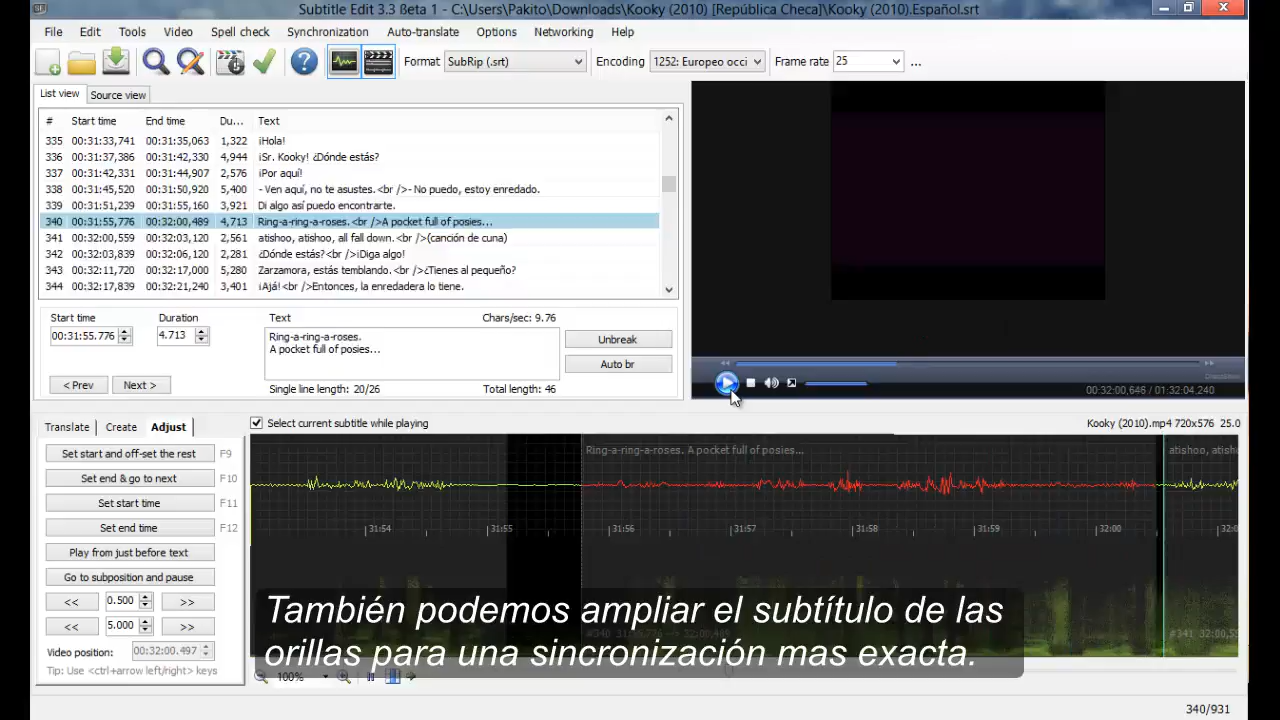 Subtitle Edit 3.3 ßeta 1 - C:\Users\Pakito\Downloads\Kooky (2010) [República Checa]\Kooky (2010).Español.srt
File Edit Tools Video Spell check Synchronization Auto-translate Options Networking Help
Format SubRip (.srt) Encoding 1252: Europeo occi Frame rate 25 ...
List view Source view
# Start time End time Du... Text
335 00:31:33,741 00:31:35,063 1,322 ¡Hola!
336 00:31:37,386 00:31:42,330 4,944 ¡Sr. Kooky! ¿Dónde estás?
337 00:31:42,331 00:31:44,907 2,576 ¡Por aquí!
338 00:31:45,520 00:31:50,920 5,400 - Ven aquí, no te asustes.<br />- No puedo, estoy enredado.
339 00:31:51,239 00:31:55,160 3,921 Di algo así puedo encontrarte.
340 00:31:55,776 00:32:00,489 4,713 Ring-a-ring-a-roses.<br />A pocket full of posies...
341 00:32:00,559 00:32:03,120 2,561 atishoo, atishoo, all fall down.<br />(canción de cuna)
342 00:32:03,839 00:32:06,120 2,281 ¿Dónde estás?<br />¡Diga algo!
343 00:32:11,720 00:32:17,000 5,280 Zarzamora, estás temblando.<br />¿Tienes al pequeño?
344 00:32:17,839 00:32:21,240 3,401 ¡Ajá!<br />Entonces, la enredadera lo tiene.
Start time Duration Text Chars/sec: 9.76
00:31:55.776 4.713
Ring-a-ring-a-roses.
A pocket full of posies...
Unbreak
Auto br
< Prev Next > Single line length: 20/26 Total length: 46
00:32:00,646 / 01:32:04,240
Translate Create Adjust
Select current subtitle while playing Kooky (2010).mp4 720x576 25.0
Set start and off-set the rest F9
Set end & go to next F10
Set start time F11
Set end time F12
Play from just before text
Go to subposition and pause
<< 0.500 >>
<< 5.000 >>
Video position: 00:32:00.497
Tip: Use <ctrl+arrow left/right) keys
Ring-a-ring-a-roses. A pocket full of posies... atishoo, atisho
31:54 31:55 31:56 31:57 31:58 31:59 32:00
También podemos ampliar el subtítulo de las
orillas para una sincronización mas exacta.
100%
340/931